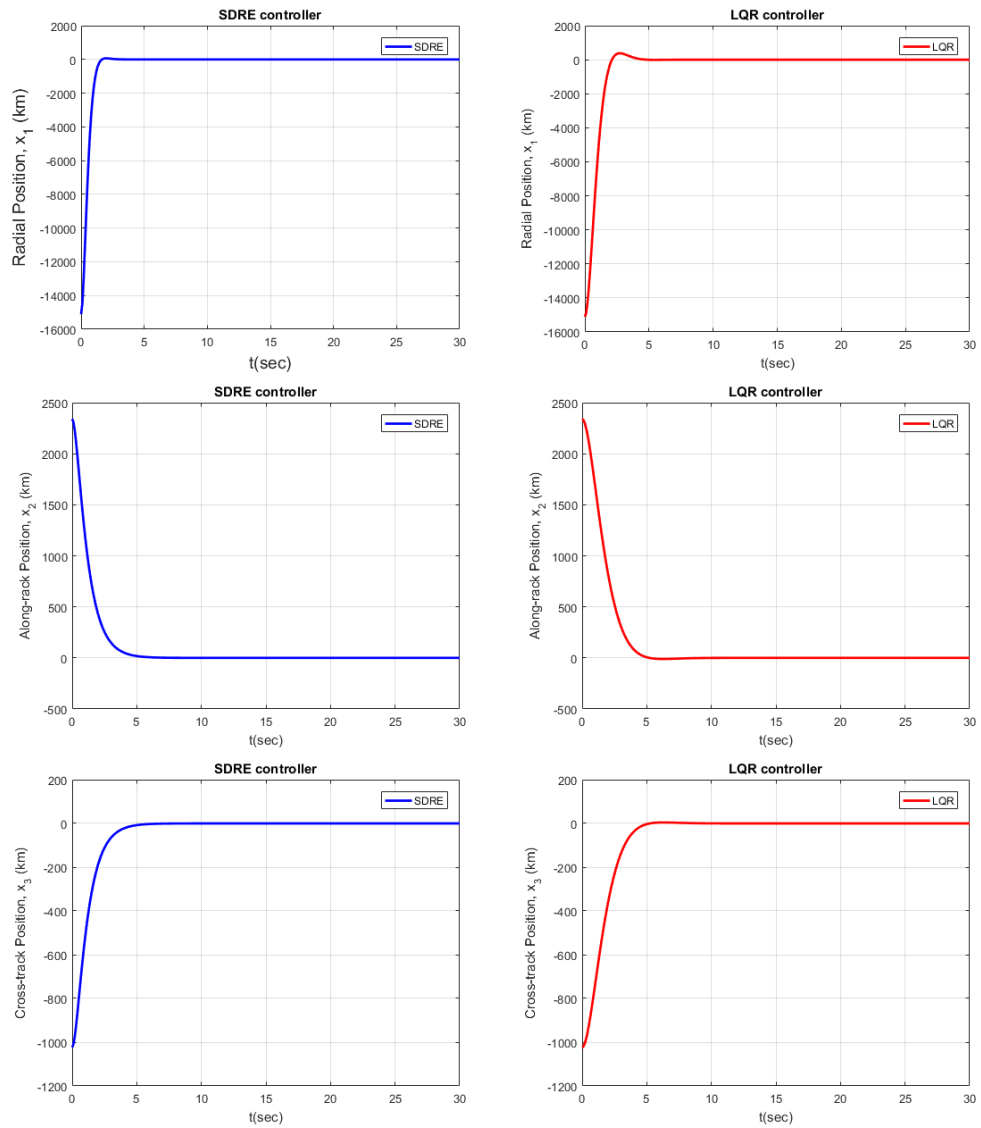 SDRE controller
SDRE
2000
0
-2000
-4000
-6000
-8000
-10000
-12000
-14000
-16000
Radial Position, x1 (km)
0 5 10 15 20 25 30
t(sec)
LQR controller
LQR
2000
0
-2000
-4000
-6000
-8000
-10000
-12000
-14000
-16000
Radial Position, x1 (km)
0 5 10 15 20 25 30
t(sec)
SDRE controller
SDRE
2500
2000
1500
1000
500
0
-500
Along-rack Position, x2 (km)
0 5 10 15 20 25 30
t(sec)
LQR controller
LQR
2500
2000
1500
1000
500
0
-500
Along-rack Position, x2 (km)
0 5 10 15 20 25 30
t(sec)
SDRE controller
SDRE
200
0
-200
-400
-600
-800
-1000
-1200
Cross-track Position, x3 (km)
0 5 10 15 20 25 30
t(sec)
LQR controller
LQR
200
0
-200
-400
-600
-800
-1000
-1200
Cross-track Position, x3 (km)
0 5 10 15 20 25 30
t(sec)